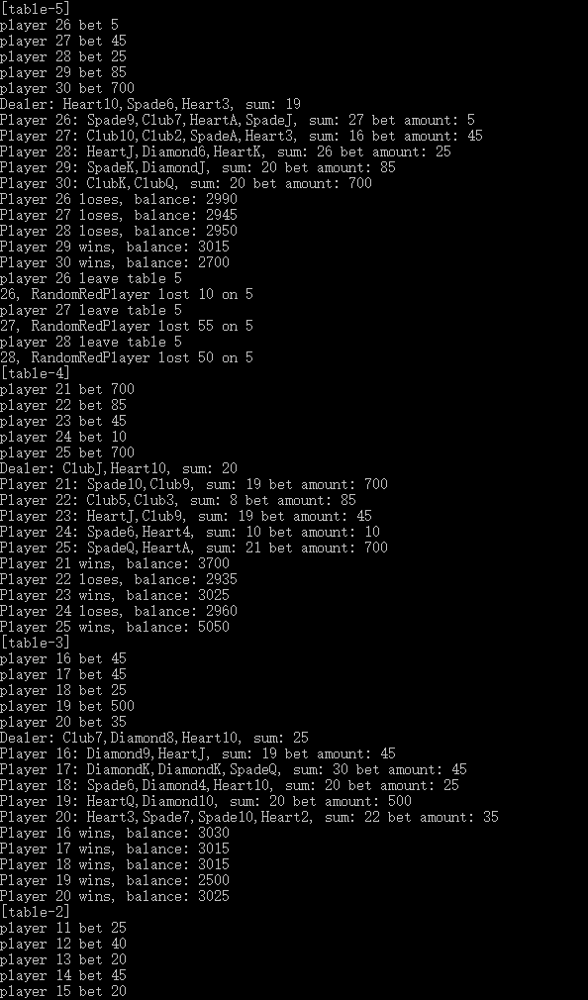 [table-5]
player 26 bet 5
player 27 bet 45
player 28 bet 25
player 29 bet 85
player 30 bet 700
Dealer: Heart10,Spade6,Heart3, sum: 19
Player 26: Spade9,Club7,HeartA,SpadeJ, sum: 27 bet amount: 5
Player 27: Club10,Club2,SpadeA,Heart3, sum: 16 bet amount: 45
Player 28: HeartJ,Diamond6,HeartK, sum: 26 bet amount: 25
Player 29: SpadeK,DiamondJ, sum: 20 bet amount: 85
Player 30: ClubK,ClubQ, sum: 20 bet amount: 700
Player 26 loses, balance: 2990
Player 27 loses, balance: 2945
Player 28 loses, balance: 2950
Player 29 wins, balance: 3015
Player 30 wins, balance: 2700
player 26 leave table 5
26, RandomRedPlayer lost 10 on 5
player 27 leave table 5
27, RandomRedPlayer lost 55 on 5
player 28 leave table 5
28, RandomRedPlayer lost 50 on 5
[table-4]
player 21 bet 700
player 22 bet 85
player 23 bet 45
player 24 bet 10
player 25 bet 700
Dealer: ClubJ,Heart10, sum: 20
Player 21: Spade10,Club9, sum: 19 bet amount: 700
Player 22: Club5,Club3, sum: 8 bet amount: 85
Player 23: HeartJ,Club9, sum: 19 bet amount: 45
Player 24: Spade6,Heart4, sum: 10 bet amount: 10
Player 25: SpadeQ,HeartA, sum: 21 bet amount: 700
Player 21 wins, balance: 3700
Player 22 loses, balance: 2935
Player 23 wins, balance: 3025
Player 24 loses, balance: 2960
Player 25 wins, balance: 5050
[table-3]
player 16 bet 45
player 17 bet 45
player 18 bet 25
player 19 bet 500
player 20 bet 35
Dealer: Club7,Diamond8,Heart10, sum: 25
Player 16: Diamond9,HeartJ, sum: 19 bet amount: 45
Player 17: DiamondK,DiamondK,SpadeQ, sum: 30 bet amount: 45
Player 18: Spade6,Diamond4,Heart10, sum: 20 bet amount: 25
Player 19: HeartQ,Diamond10, sum: 20 bet amount: 500
Player 20: Heart3,Spade7,Spade10,Heart2, sum: 22 bet amount: 35
Player 16 wins, balance: 3030
Player 17 wins, balance: 3015
Player 18 wins, balance: 3015
Player 19 wins, balance: 2500
Player 20 wins, balance: 3025
[table-2]
player 11 bet 25
player 12 bet 40
player 13 bet 20
player 14 bet 45
player 15 bet 20